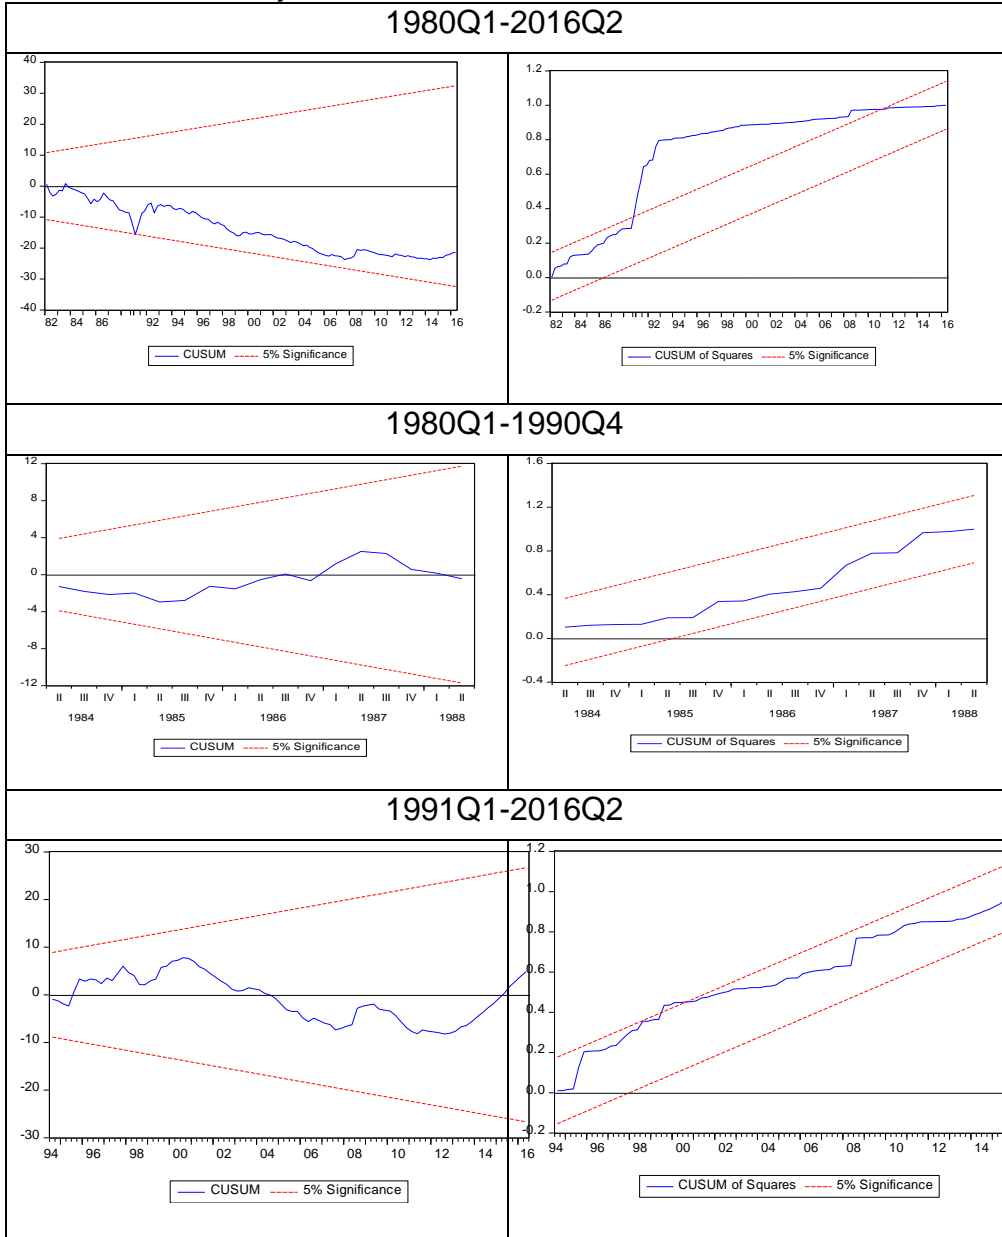 1980Q1-2016Q2
40
30
20
10
0
-10
-20
-30
-40
82 84 86 92 94 96 98 00 02 04 06 08 10 12 14 16
CUSUM 5% Significance
1.2
1.0
0.8
0.6
0.4
0.2
0.0
-0.2
82 84 86 92 94 96 98 00 02 04 06 08 10 12 14 16
CUSUM of Squares 5% Significance
1980Q1-1990Q4
12
8
4
0
-4
-8
-12
II III IV I II III IV I II III IV I II III IV I II
1984 1985 1986 1987 1988
CUSUM 5% Significance
1.6
1.2
0.8
0.4
0.0
-0.4
II III IV I II III IV I II III IV I II III IV I II
1984 1985 1986 1987 1988
CUSUM of Squares 5% Significance
1991Q1-2016Q2
30
20
10
0
-10
-20
-30
94 96 98 00 02 04 06 08 10 12 14 16
CUSUM 5% Significance
1.2
1.0
0.8
0.6
0.4
0.2
0.0
-0.2
94 96 98 00 02 04 06 08 10 12 14
CUSUM of Squares 5% Significance